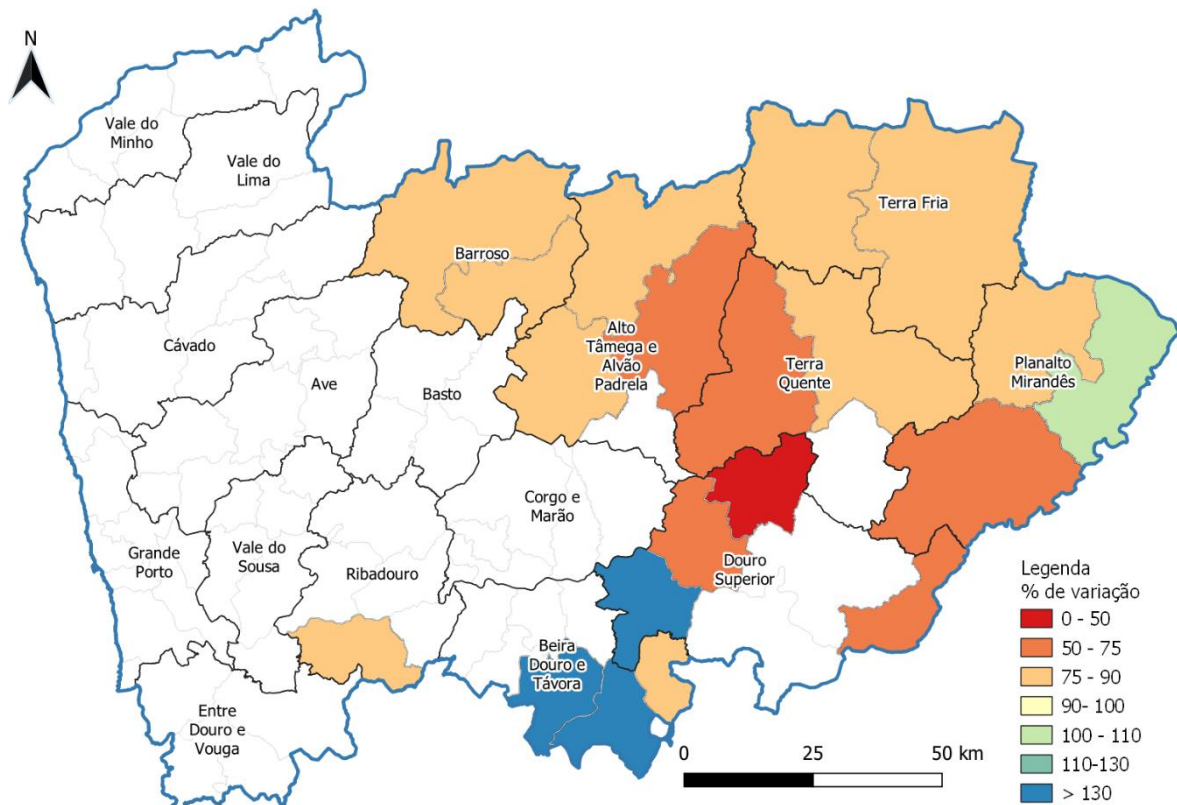 N
Vale do
Minho
Vale do
Lima
Terra Fria
Barroso
Cávado
Alto
Tâmega e
Alvão
Padrela
Terra
Quente
Planalto
Mirandês
Ave
Basto
Corgo e
Marão
Grande
Porto
Vale do
Sousa
Ribadouro
Douro
Superior
Beira
Douro e
Távora
Entre
Douro e
Vouga
0 25 50 km
Legenda
% de variação
0 - 50
50 - 75
75 - 90
90- 100
100 - 110
110-130
> 130